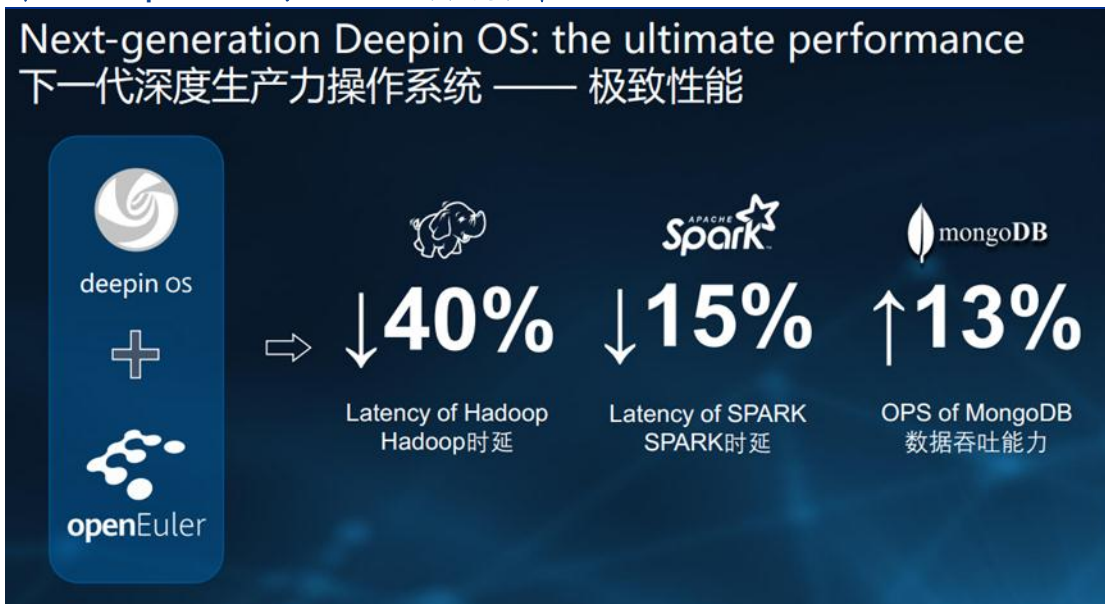 Next-generation Deepin OS: the ultimate performance
下一代深度生产力操作系统 —— 极致性能
deepin OS
openEuler
APACHE
Spark
mongoDB
↓40%
↓15%
↑13%
Latency of Hadoop
Hadoop时延
Latency of SPARK
SPARK时延
OPS of MongoDB
数据吞吐能力